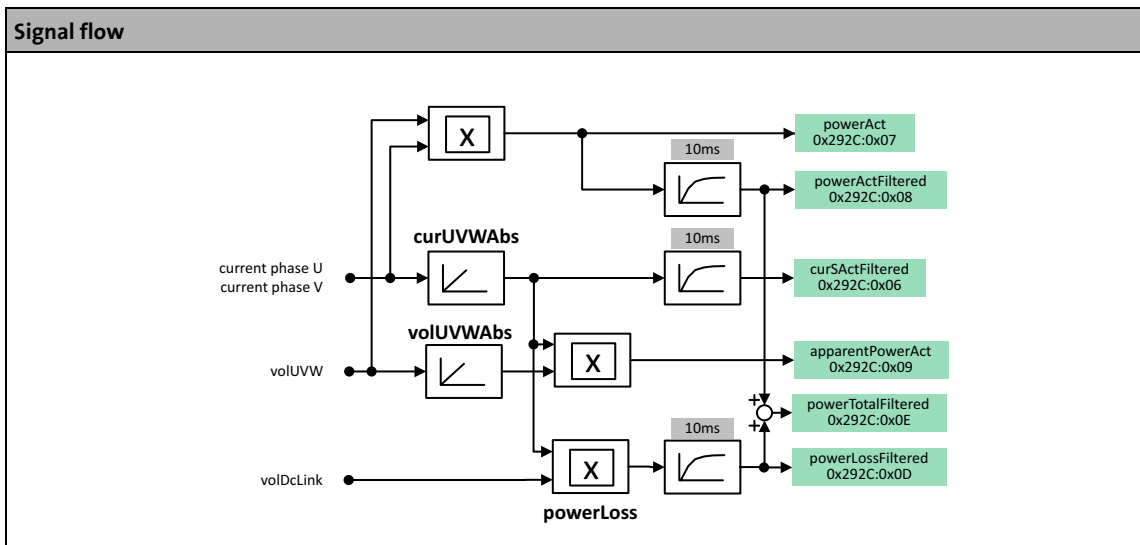 Signal flow
X
powerAct
0x292C:0x07
10ms
powerActFiltered
0x292C:0x08
curUVWAbs
10ms
current phase U
current phase V
curSActFiltered
0x292C:0x06
volUVWAbs
volUVW
X
apparentPowerAct
0x292C:0x09
+
+
powerTotalFiltered
0x292C:0x0E
10ms
volDcLink
X
powerLossFiltered
0x292C:0x0D
powerLoss